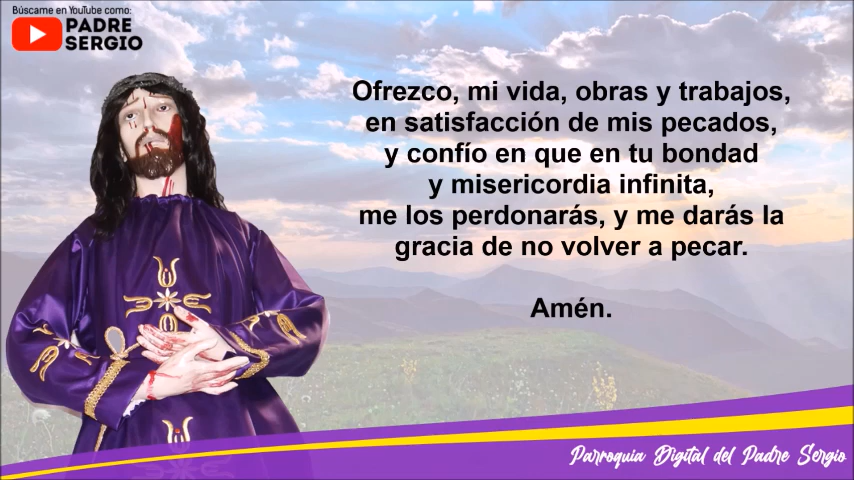 Búscame en YouTube como:
PADRE
SERGIO
Ofrezco, mi vida, obras y trabajos,
en satisfacción de mis pecados,
y confío en que en tu bondad
y misericordia infinita,
me los perdonarás, y me darás la
gracia de no volver a pecar.
Amén.
Parroquia Digital del Padre Sergio